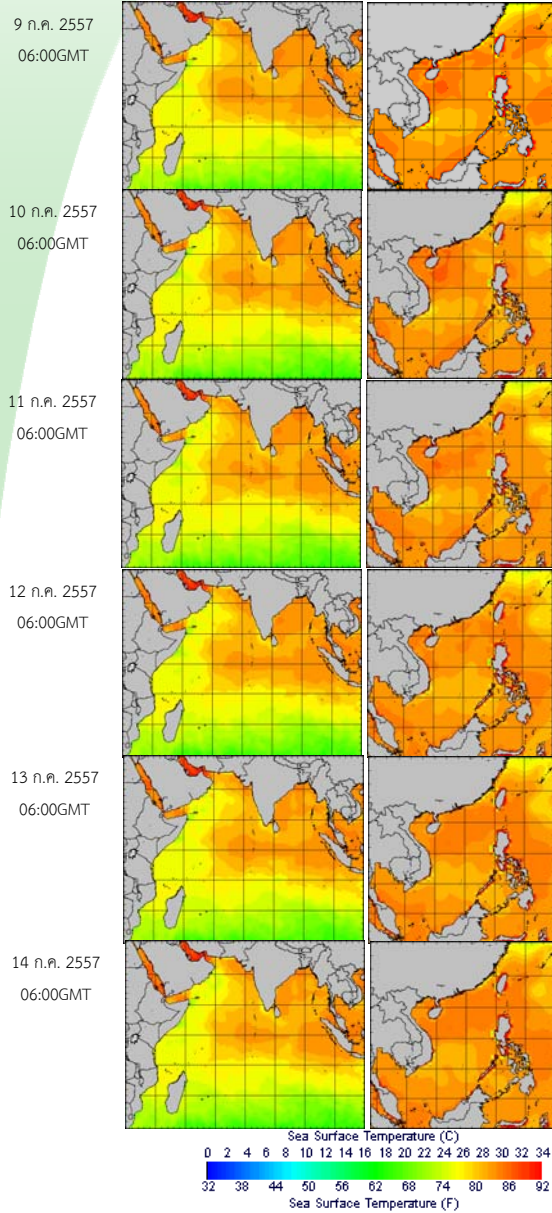 9 ก.ค. 2557
06:00GMT
10 ก.ค. 2557
06:00GMT
11 ก.ค. 2557
06:00GMT
12 ก.ค. 2557
06:00GMT
13 ก.ค. 2557
06:00GMT
14 ก.ค. 2557
06:00GMT
Sea Surface Temperature (C)
0 2 4 6 8 10 12 14 16 18 20 22 24 26 28 30 32 34
32 38 44 50 56 62 68 74 80 86 92
Sea Surface Temperature (F)